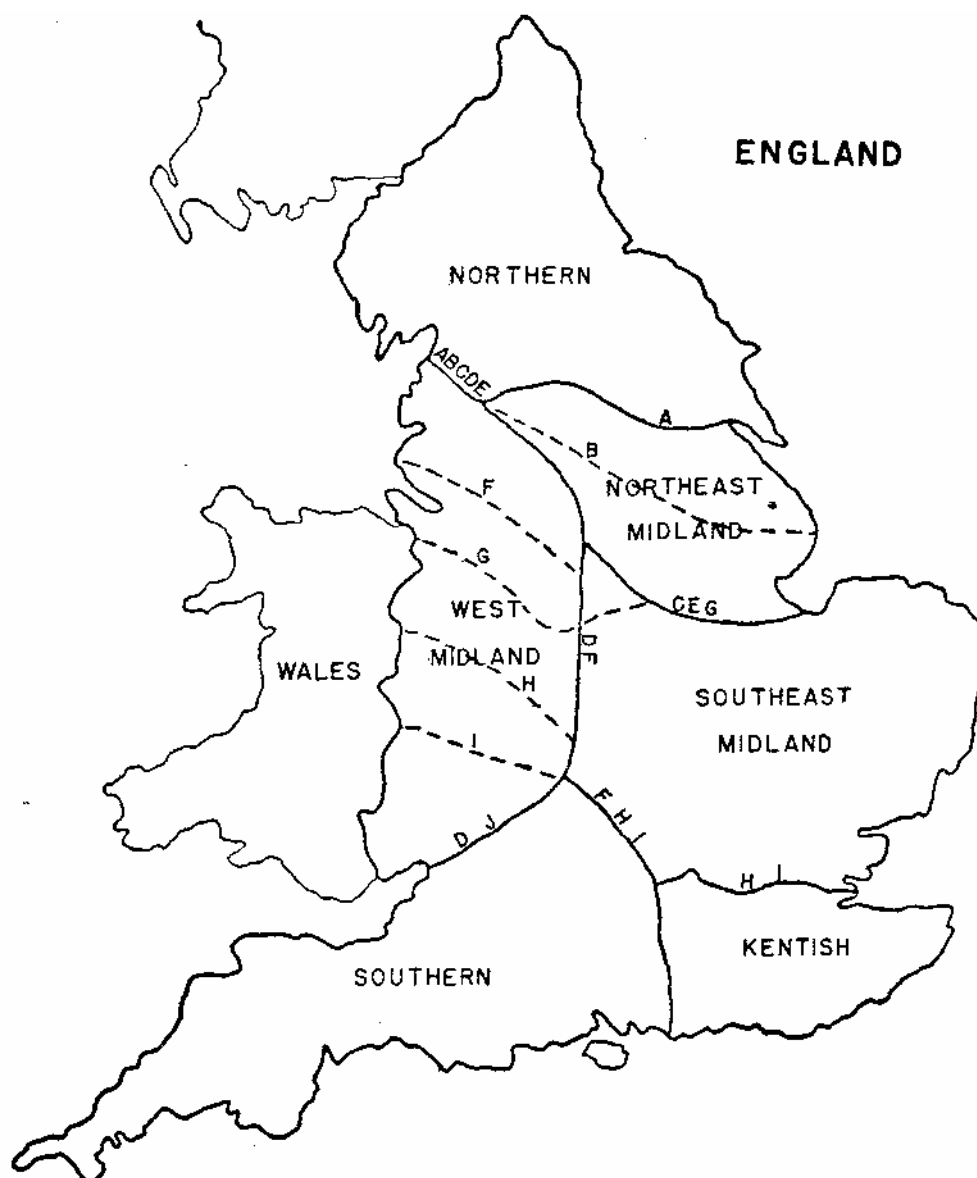 ENGLAND
NORTHERN
ABCDE
A
B
NORTHEAST
MIDLAND
F
G
CEG
WEST
MIDLAND
DF
H
WALES
SOUTHEAST
MIDLAND
I
F H I
D J
H I
KENTISH
SOUTHERN